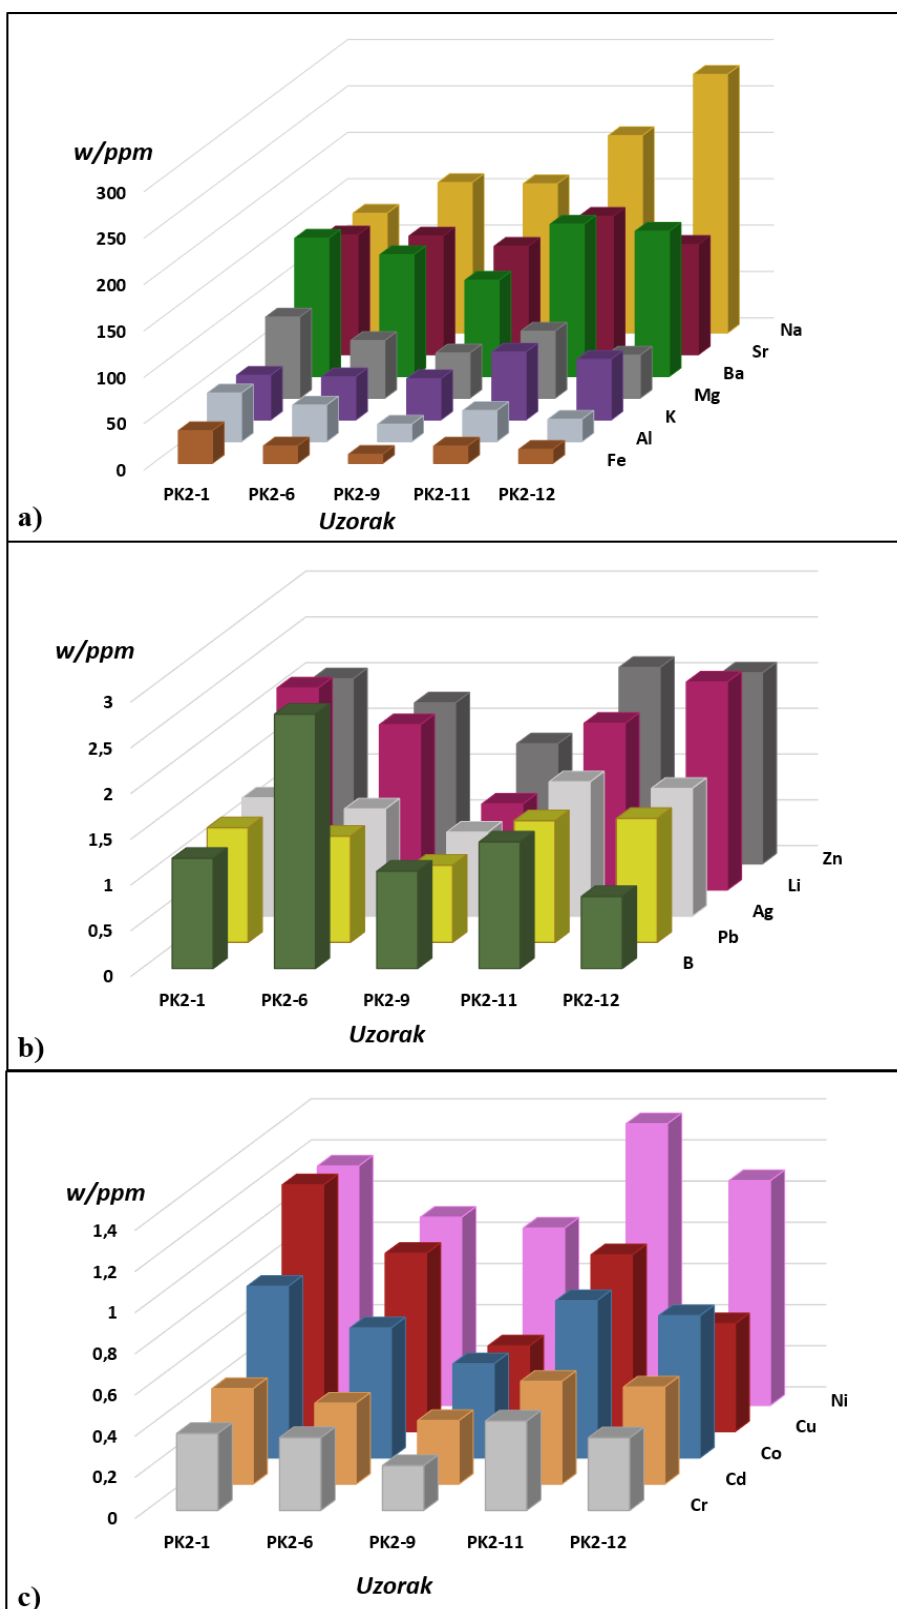 w/ppm
300
250
200
150
100
50
0
Na
Sr
Ba
Mg
K
Al
Fe
PK2-1 PK2-6 PK2-9 PK2-11 PK2-12
Uzorak
a)
w/ppm
3
2,5
2
1,5
1
0,5
0
Zn
Li
Ag
Pb
B
PK2-1 PK2-6 PK2-9 PK2-11 PK2-12
Uzorak
b)
w/ppm
1,4
1,2
1
0,8
0,6
0,4
0,2
0
Ni
Cu
Co
Cd
Cr
PK2-1 PK2-6 PK2-9 PK2-11 PK2-12
Uzorak
c)